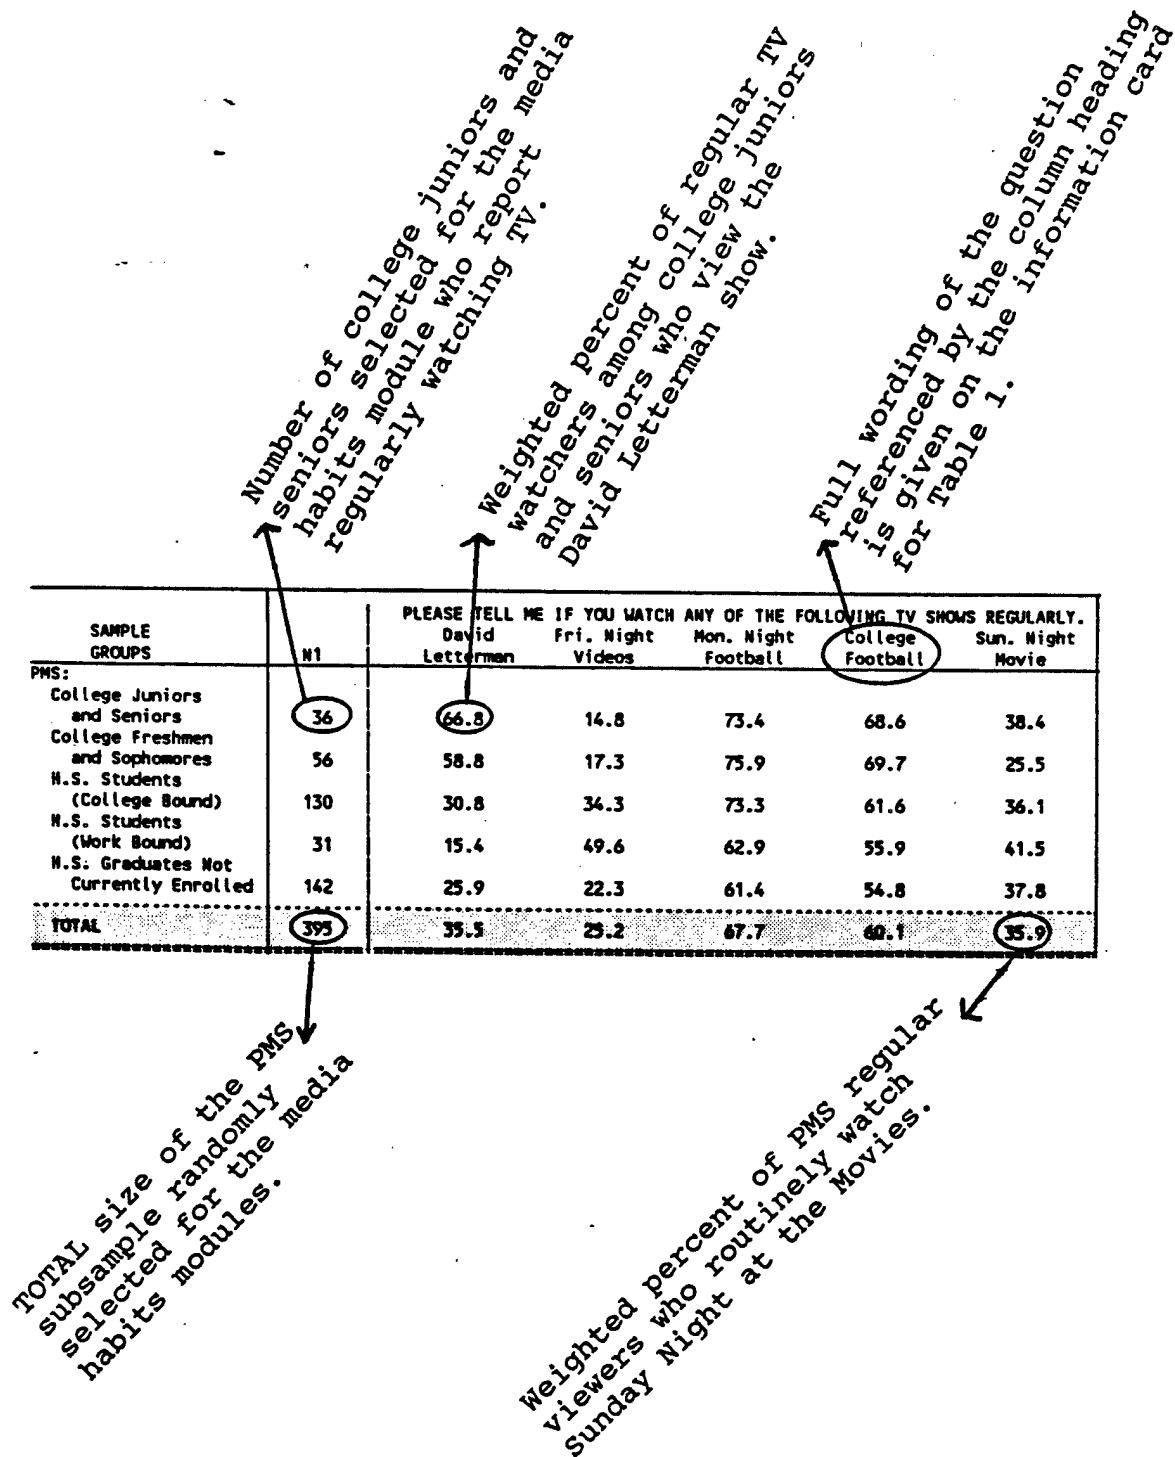 Number of college juniors and
seniors selected for the media
habits module who report
regularly watching TV.
Weighted percent of regular TV
watchers among college juniors
and seniors who view the
David Letterman show.
Full wording of the question
referenced by the column heading
is given on the information card
for Table 1.
PLEASE TELL ME IF YOU WATCH ANY OF THE FOLLOWING TV SHOWS REGULARLY.
SAMPLE David Fri. Night Mon. Night College Sun. Night
GROUPS N1 Letterman Videos Football Football Movie
PMS:
College Juniors
and Seniors 36 66.8 14.8 73.4 68.6 38.4
College Freshmen
and Sophomores 56 58.8 17.3 75.9 69.7 25.5
H.S. Students
(College Bound) 130 30.8 34.3 73.3 61.6 36.1
H.S. Students
(Work Bound) 31 15.4 49.6 62.9 55.9 41.5
H.S. Graduates Not
Currently Enrolled 142 25.9 22.3 61.4 54.8 37.8
TOTAL 395 35.5 25.2 67.7 60.1 35.9
TOTAL size of the PMS
subsample randomly
selected for the media
habits modules.
Weighted percent of PMS regular
viewers who routinely watch
Sunday Night at the Movies.